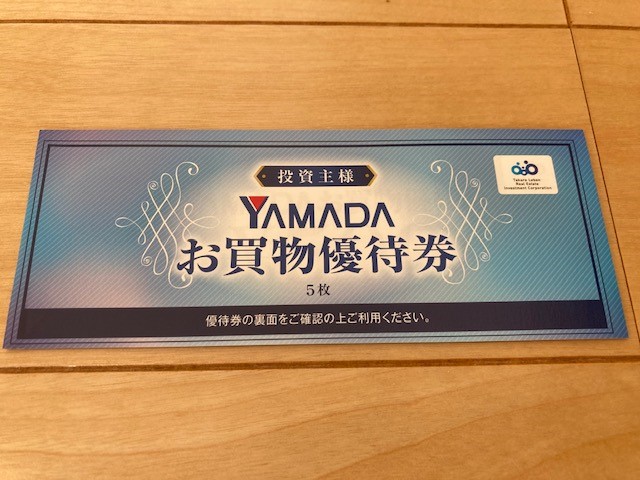 投資主様
Takara Leben
Real Estate
Investment Corporation
YAMADA
お買物優待券
5枚
優待券の裏面をご確認の上ご利用ください。